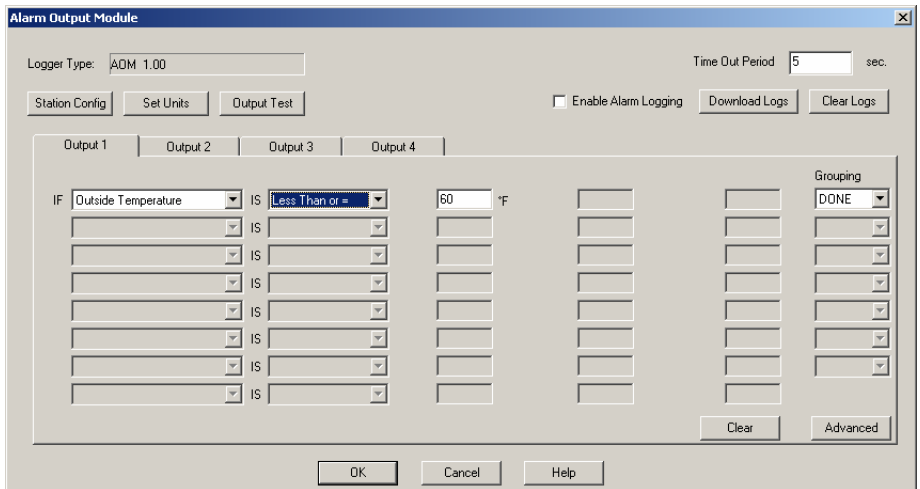 Alarm Output Module
Logger Type: AOM 1.00 Time Out Period 5 sec.
Station Config Set Units Output Test Enable Alarm Logging Download Logs Clear Logs
Output 1 Output 2 Output 3 Output 4
Grouping
IF Outside Temperature IS Less Than or = 60 °F DONE
IS
IS
IS
IS
IS
IS
IS
Clear Advanced
OK Cancel Help